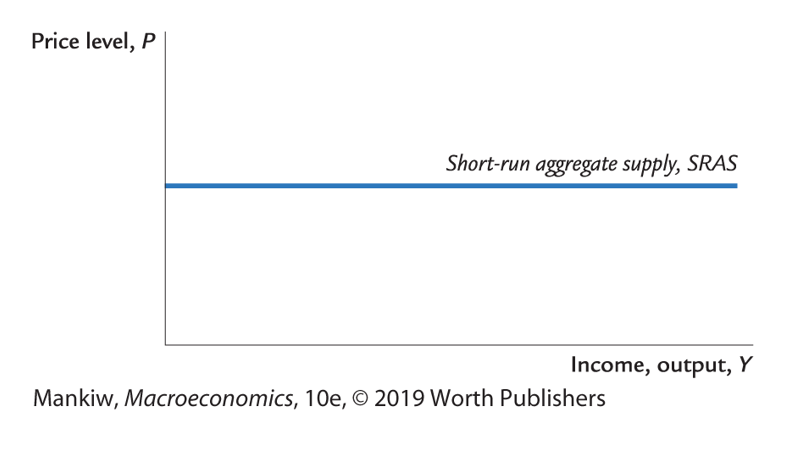 Price level, P
Short-run aggregate supply, SRAS
Income, output, Y
Mankiw, Macroeconomics, 10e, © 2019 Worth Publishers